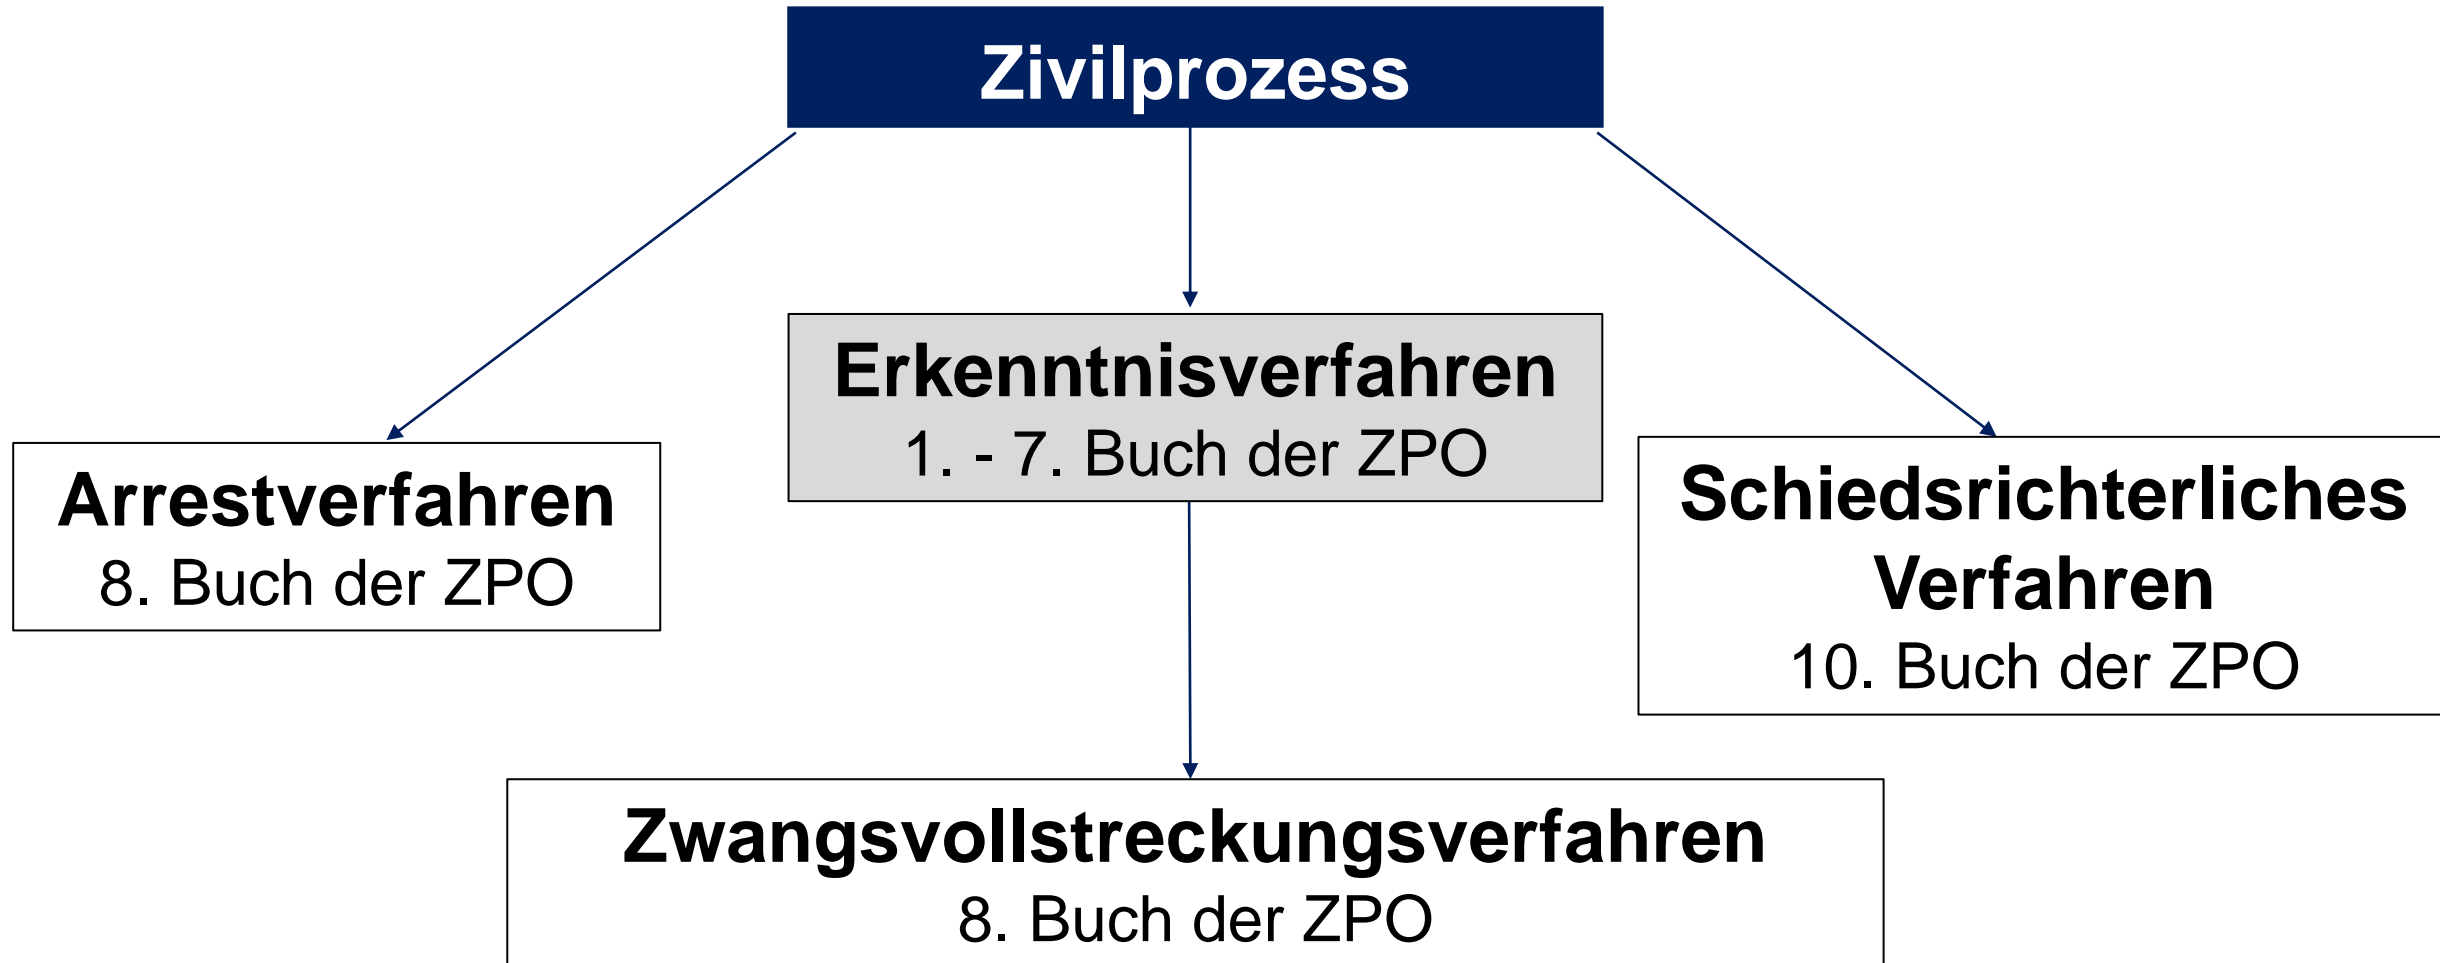 Zivilprozess
Erkenntnisverfahren
1. - 7. Buch der ZPO
Arrestverfahren
8. Buch der ZPO
Schiedsrichterliches
Verfahren
10. Buch der ZPO
Zwangsvollstreckungsverfahren
8. Buch der ZPO